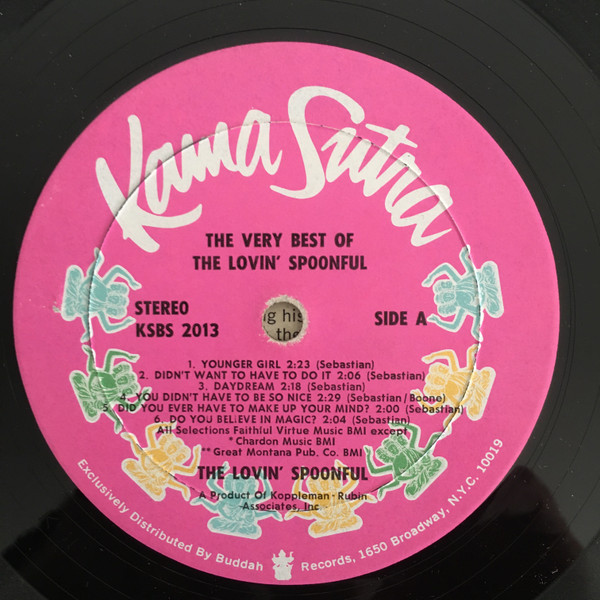 Kama Sutra
THE VERY BEST OF
THE LOVIN' SPOONFUL
STEREO
KSBS 2013
SIDE A
g his
the
1. YOUNGER GIRL 2:23 (Sebastian)
2. DIDN'T WANT TO HAVE TO DO IT 2:06 (Sebastian)
3. DAYDREAM 2:18 (Sebastian)
4. YOU DIDN'T HAVE TO BE SO NICE 2:29 (Sebastian/Boone)
5. DID YOU EVER HAVE TO MAKE UP YOUR MIND? 2:00 (Sebastian)
6. DO YOU BELIEVE IN MAGIC? 2:04 (Sebastian)
All Selections Faithful Virtue Music BMI except
*Chardon Music BMI
**Great Montana Pub. Co. BMI
THE LOVIN' SPOONFUL
A Product Of Koppleman - Rubin
Associates, Inc.
Exclusively Distributed By Buddah Records, 1650 Broadway, N.Y.C. 10019